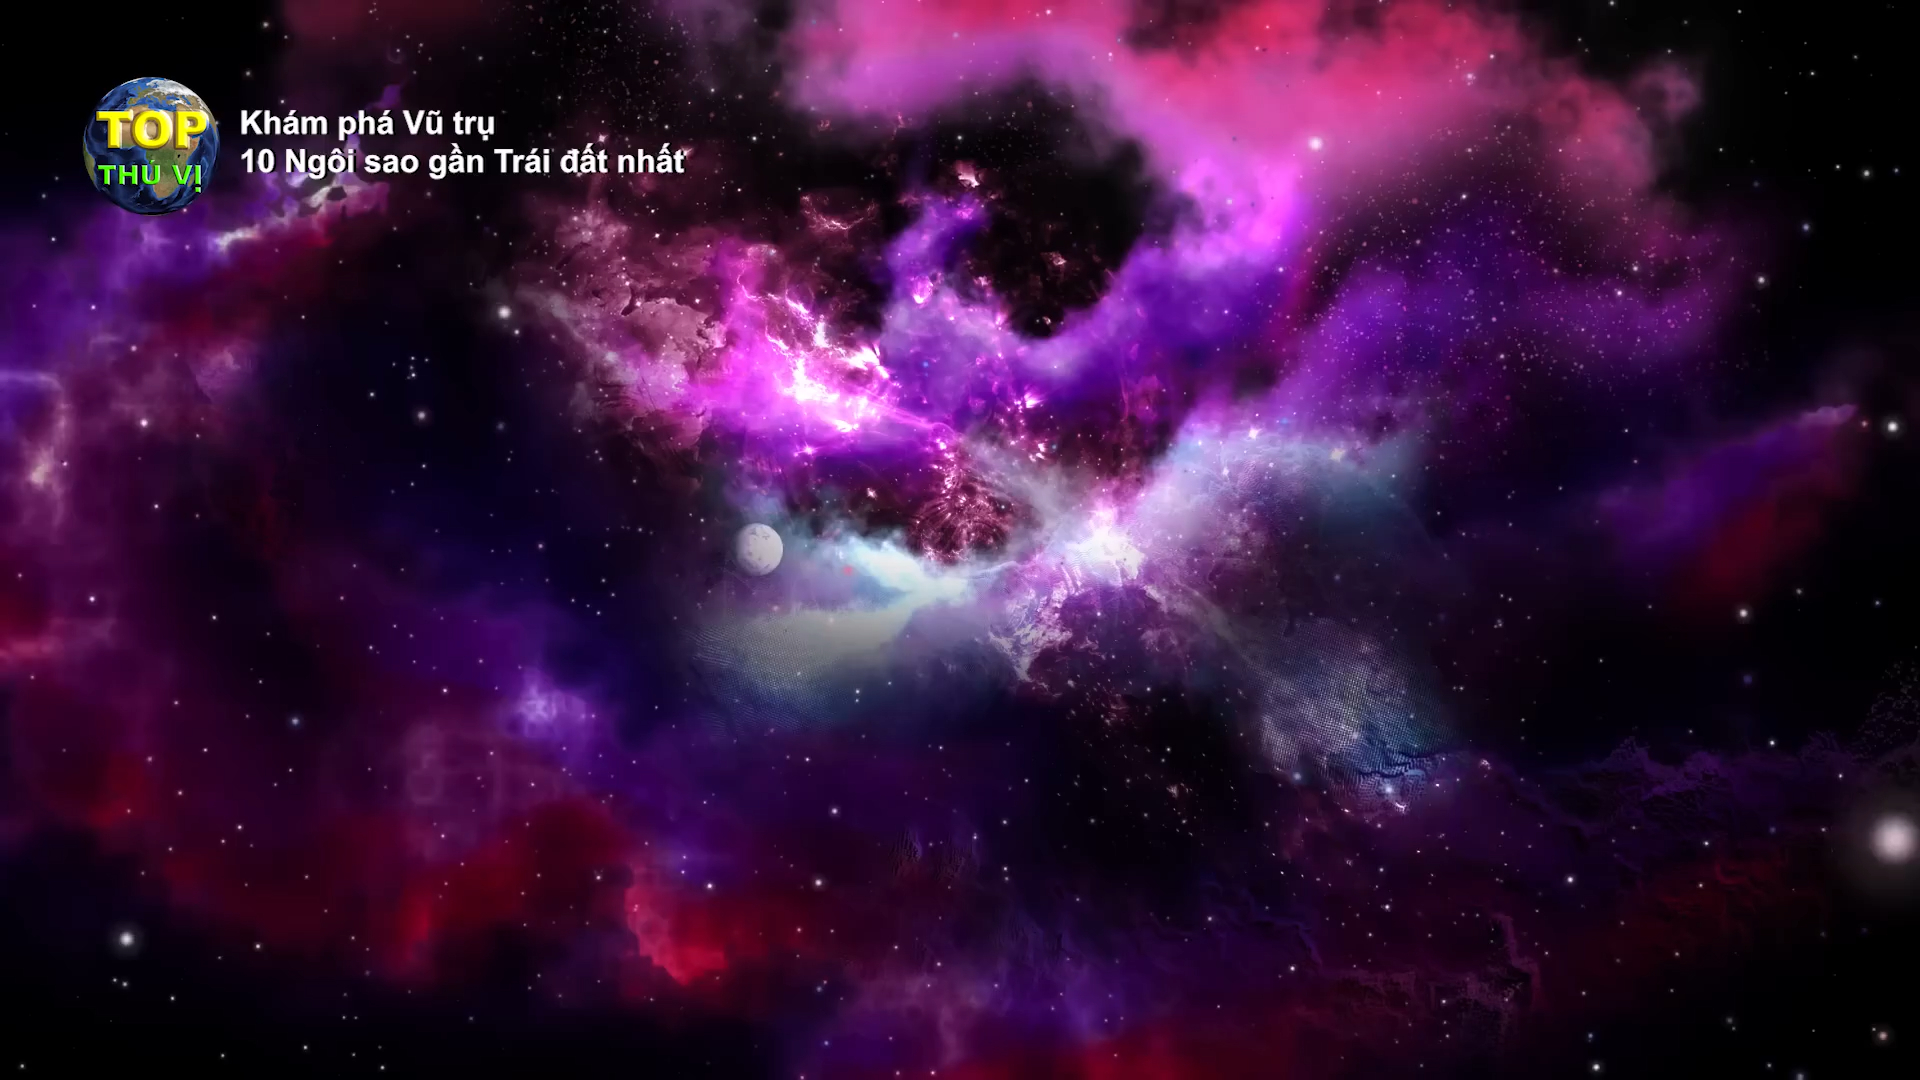 TOP
THÚ VỊ
Khám phá Vũ trụ
10 Ngôi sao gần Trái đất nhất